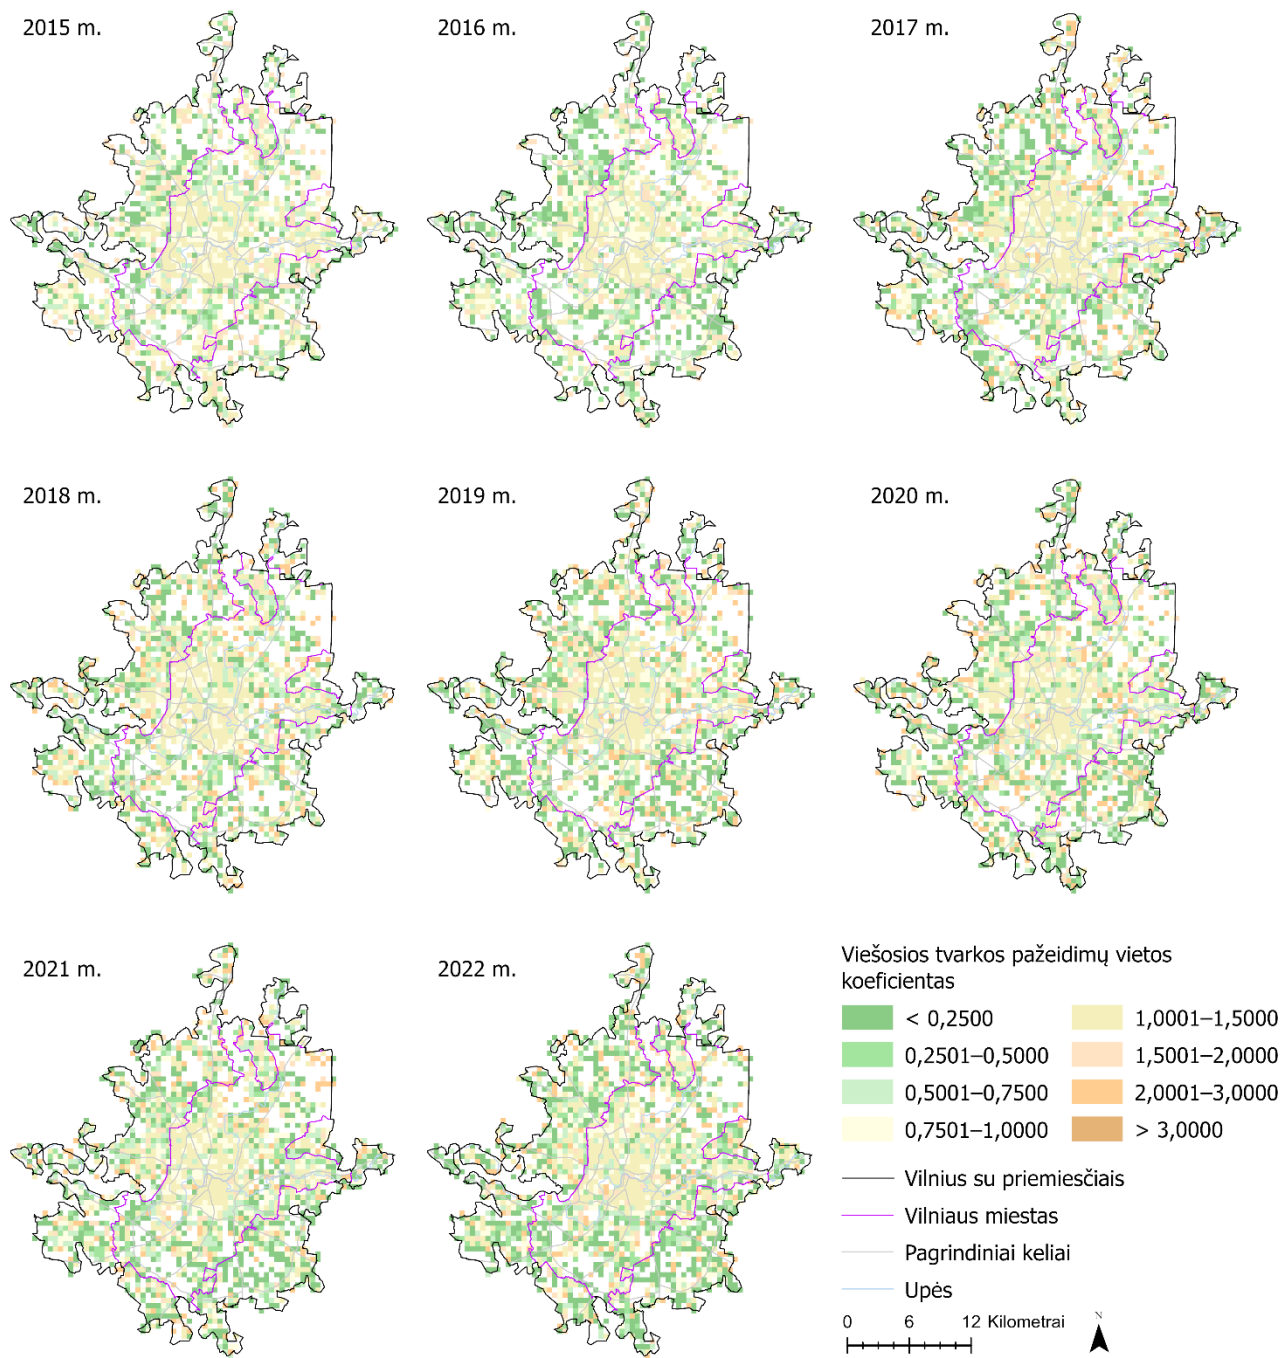 2015 m.
2016 m.
2017 m.
2018 m.
2019 m.
2020 m.
2021 m.
2022 m.
Viešosios tvarkos pažeidimų vietos
koeficientas
< 0,2500
0,2501–0,5000
0,5001–0,7500
0,7501–1,0000
1,0001–1,5000
1,5001–2,0000
2,0001–3,0000
> 3,0000
Vilnius su priemiesčiais
Vilniaus miestas
Pagrindiniai keliai
Upės
0 6 12 Kilometrai
N